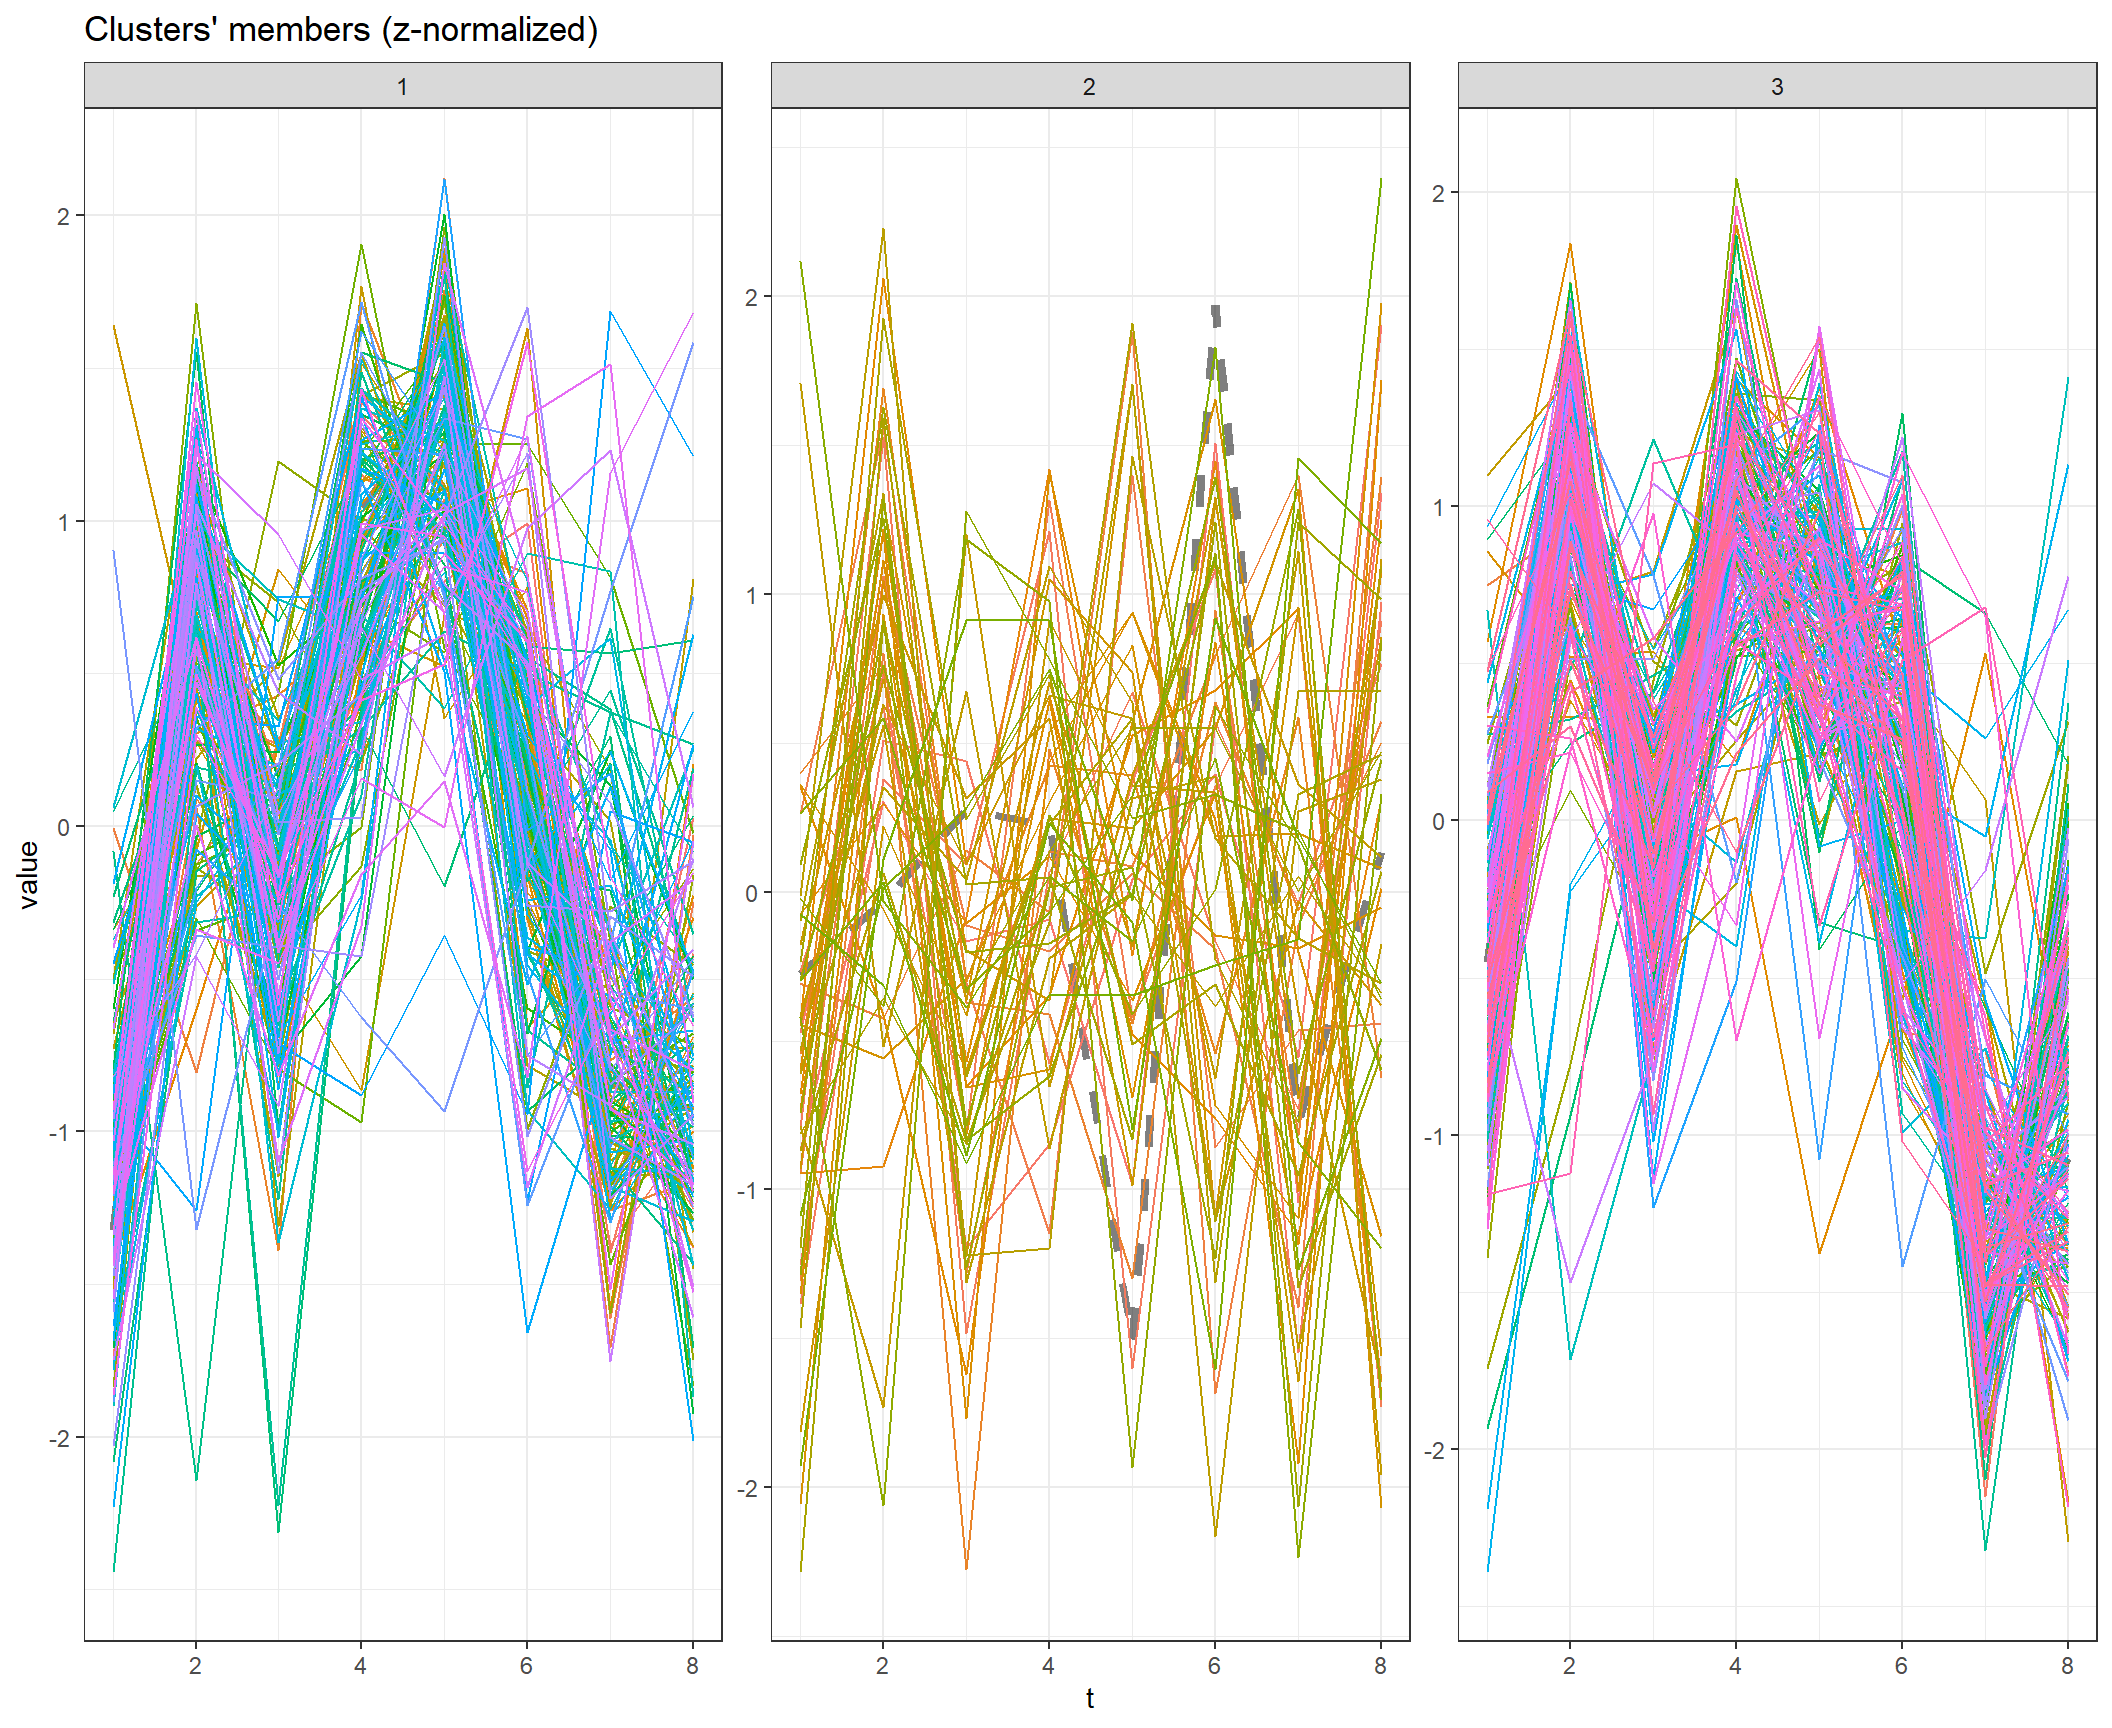 Clusters' members (z-normalized)
1 2 3
2 1 0 -1 -2
2 1 0 -1 -2
2 1 0 -1 -2
value
2 4 6 8 2 4 6 8 2 4 6 8
t